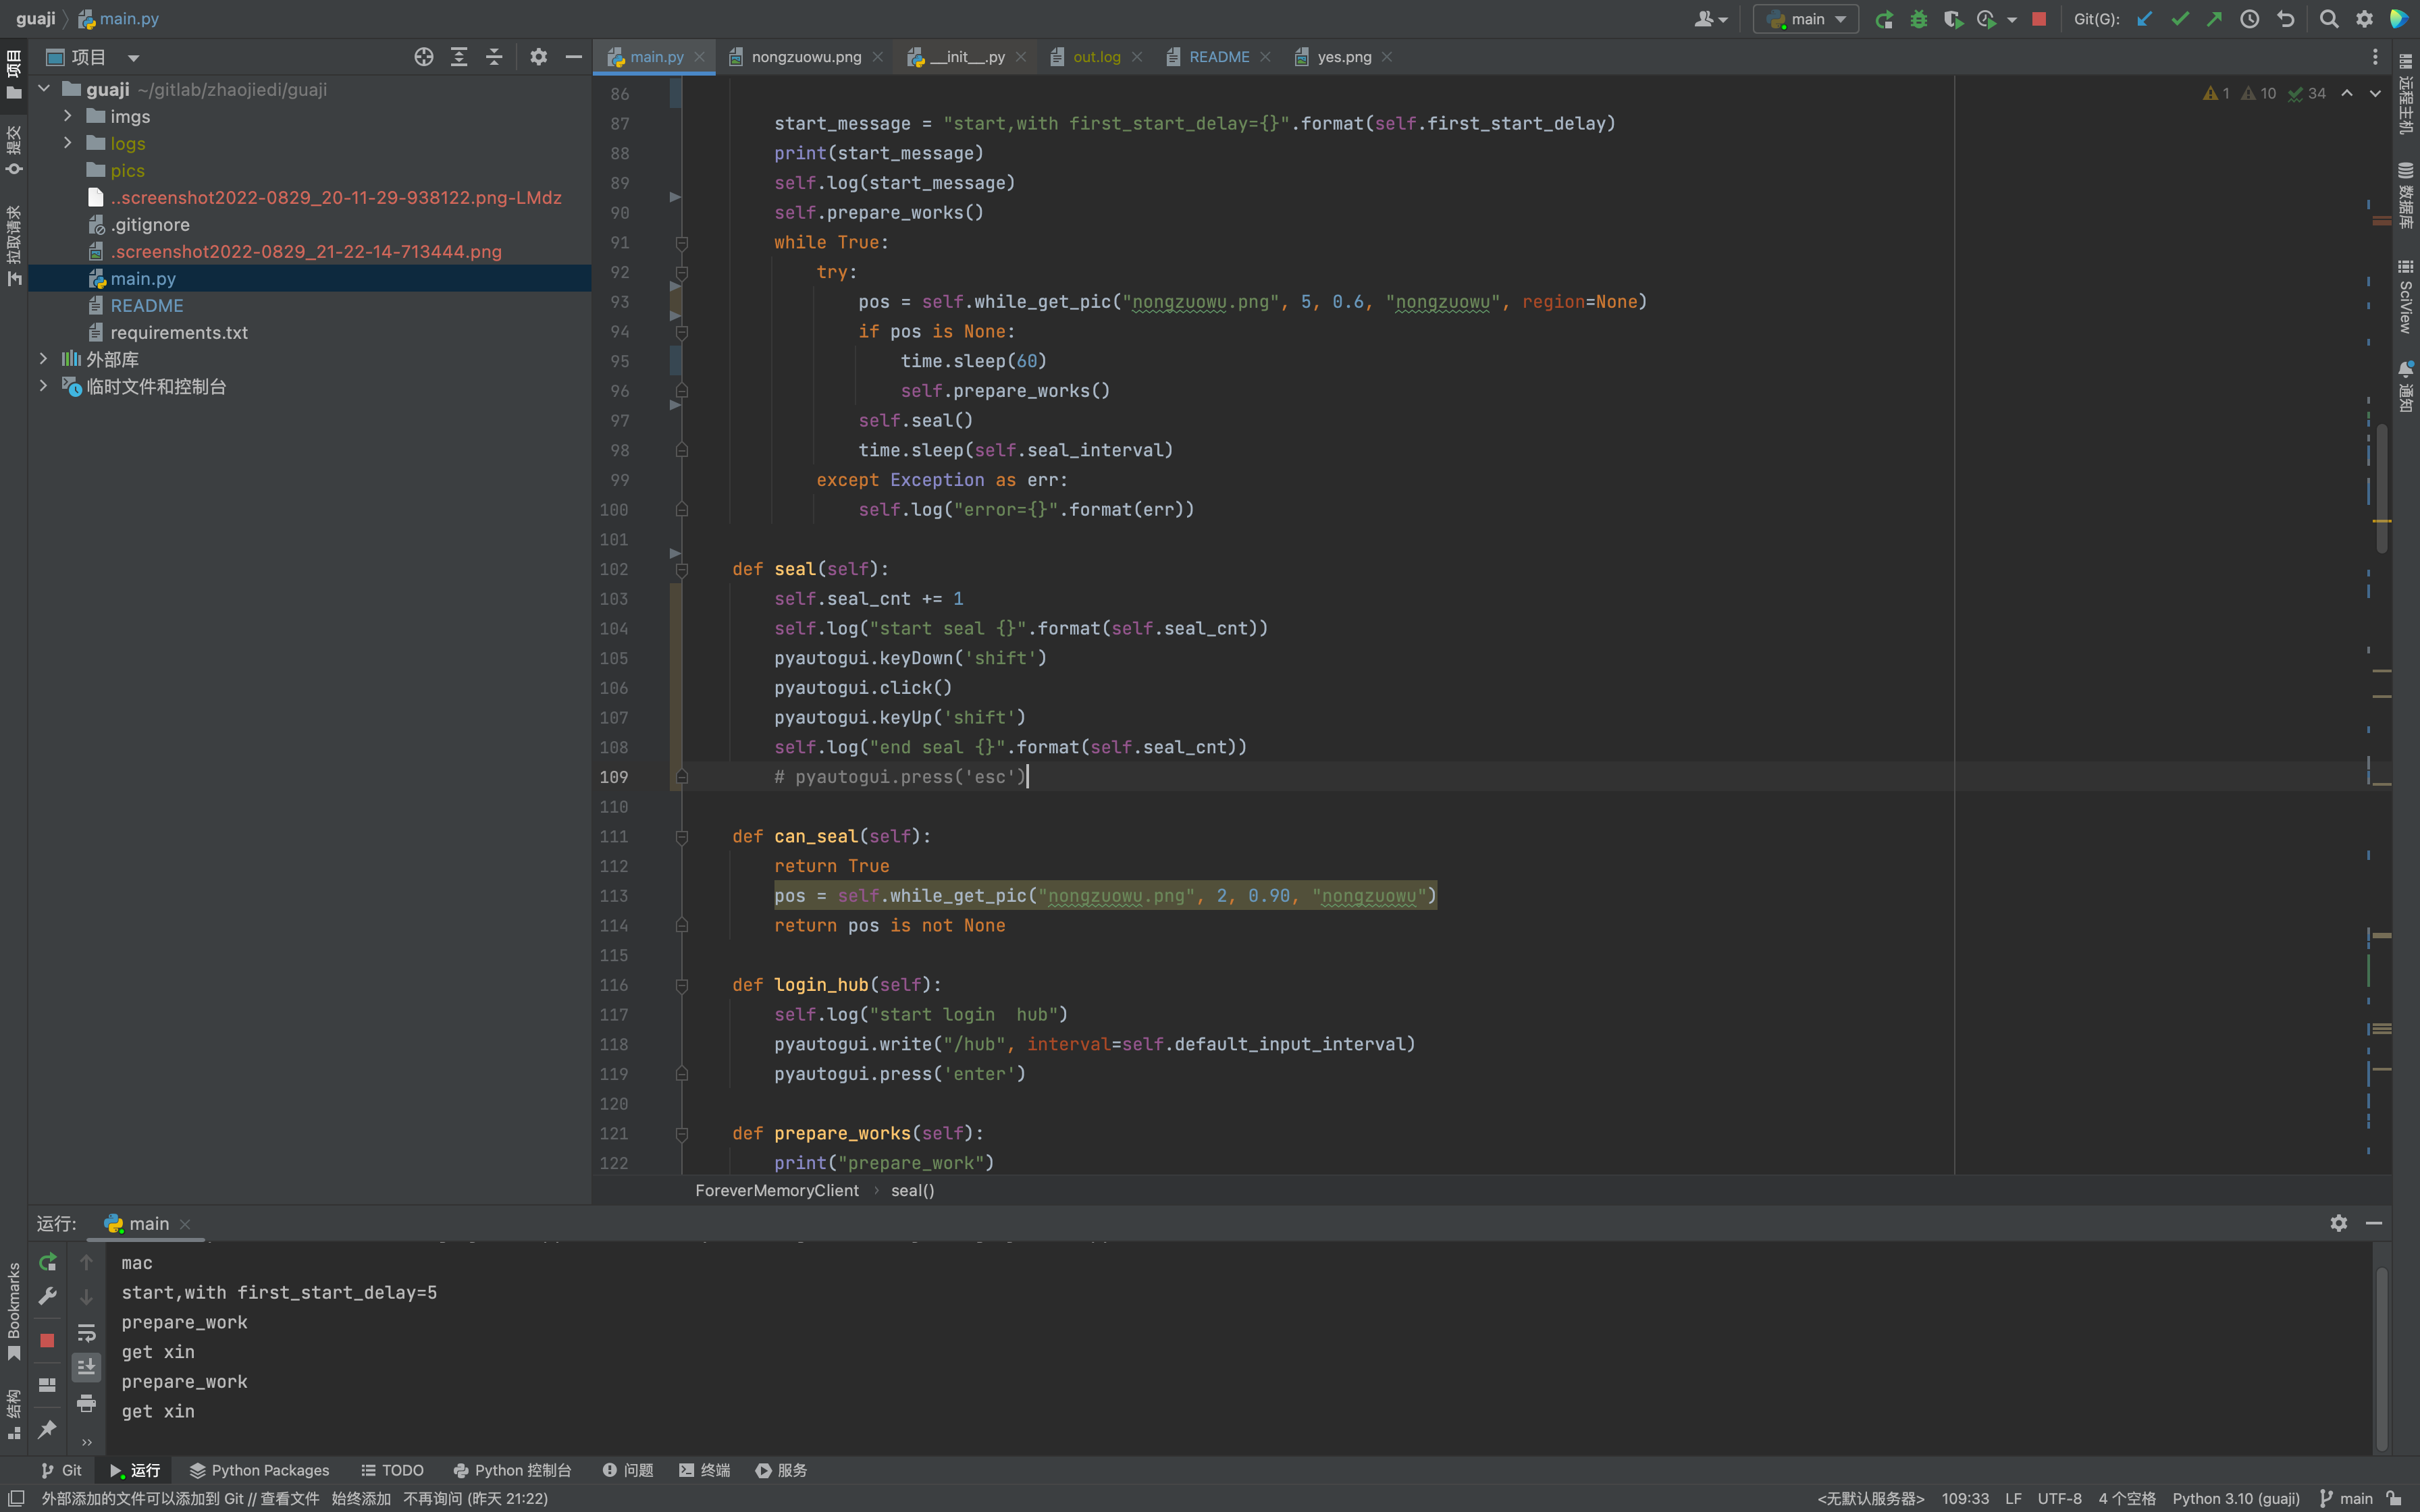 guaji main.py
main
Git(G):
项目
main.py
nongzuowu.png
__init__.py
out.log
README
yes.png
项目
提交
拉取请求
Bookmarks
结构
guaji ~/gitlab/zhaojiedi/guaji
imgs
logs
pics
..screenshot2022-0829_20-11-29-938122.png-LMdz
.gitignore
.screenshot2022-0829_21-22-14-713444.png
main.py
README
requirements.txt
外部库
临时文件和控制台
1 10 34
86
87 start_message = "start,with first_start_delay={}".format(self.first_start_delay)
88 print(start_message)
89 self.log(start_message)
90 self.prepare_works()
91 while True:
92 try:
93 pos = self.while_get_pic("nongzuowu.png", 5, 0.6, "nongzuowu", region=None)
94 if pos is None:
95 time.sleep(60)
96 self.prepare_works()
97 self.seal()
98 time.sleep(self.seal_interval)
99 except Exception as err:
100 self.log("error={}".format(err))
101
102 def seal(self):
103 self.seal_cnt += 1
104 self.log("start seal {}".format(self.seal_cnt))
105 pyautogui.keyDown('shift')
106 pyautogui.click()
107 pyautogui.keyUp('shift')
108 self.log("end seal {}".format(self.seal_cnt))
109 # pyautogui.press('esc')
110
111 def can_seal(self):
112 return True
113 pos = self.while_get_pic("nongzuowu.png", 2, 0.90, "nongzuowu")
114 return pos is not None
115
116 def login_hub(self):
117 self.log("start login  hub")
118 pyautogui.write("/hub", interval=self.default_input_interval)
119 pyautogui.press('enter')
120
121 def prepare_works(self):
122 print("prepare_work")
ForeverMemoryClient seal()
远程主机
数据库
SciView
通知
运行: main
mac
start,with first_start_delay=5
prepare_work
get xin
prepare_work
get xin
Git 运行 Python Packages TODO Python 控制台 问题 终端 服务
外部添加的文件可以添加到 Git // 查看文件 始终添加 不再询问 (昨天 21:22)
<无默认服务器> 109:33 LF UTF-8 4 个空格 Python 3.10 (guaji) main